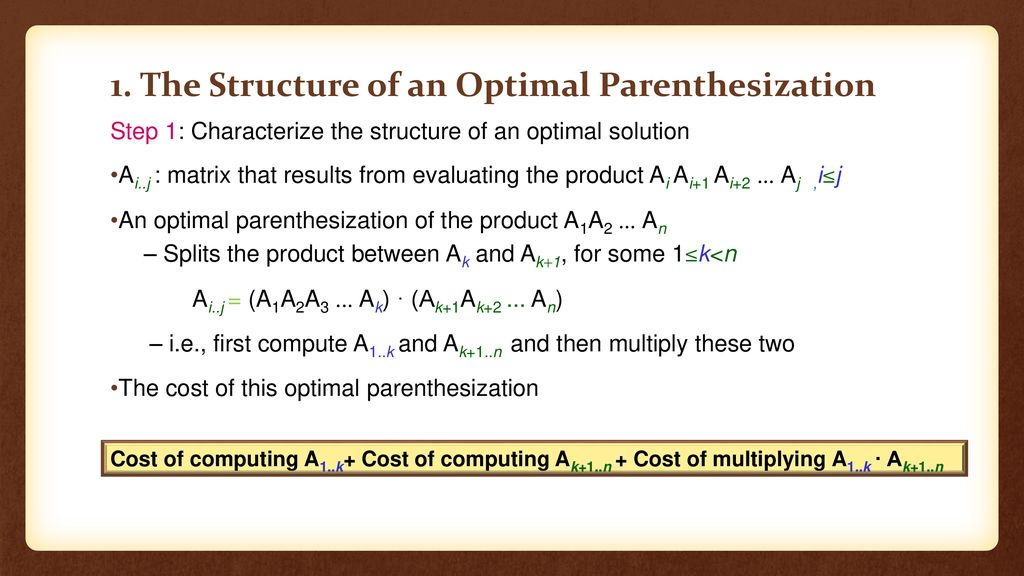 1. The Structure of an Optimal Parenthesization
Step 1: Characterize the structure of an optimal solution
•Ai..j : matrix that results from evaluating the product Ai Ai+1 Ai+2 ... Aj ,i≤j
•An optimal parenthesization of the product A1A2 ... An
– Splits the product between Ak and Ak+1, for some 1≤k<n
Ai..j = (A1A2A3 ... Ak) · (Ak+1Ak+2 ... An)
– i.e., first compute A1..k and Ak+1..n and then multiply these two
•The cost of this optimal parenthesization
Cost of computing A1..k+ Cost of computing Ak+1..n + Cost of multiplying A1..k · Ak+1..n